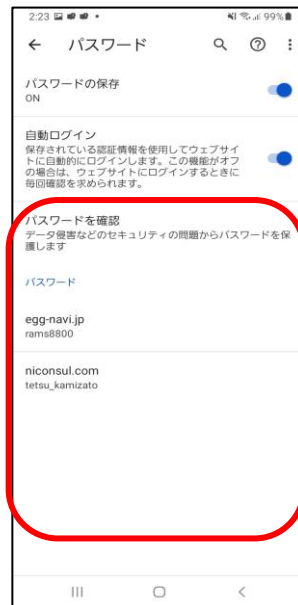 2:23 99%
パスワード
パスワードの保存
ON
自動ログイン
保存されている認証情報を使用してウェブサイ
トに自動的にログインします。この機能がオフ
の場合は、ウェブサイトにログインするときに
毎回確認を求められます。
パスワードを確認
データ侵害などのセキュリティの問題からパスワードを保
護します
パスワード
egg-navi.jp
rams8800
niconsul.com
tetsu_kamizato